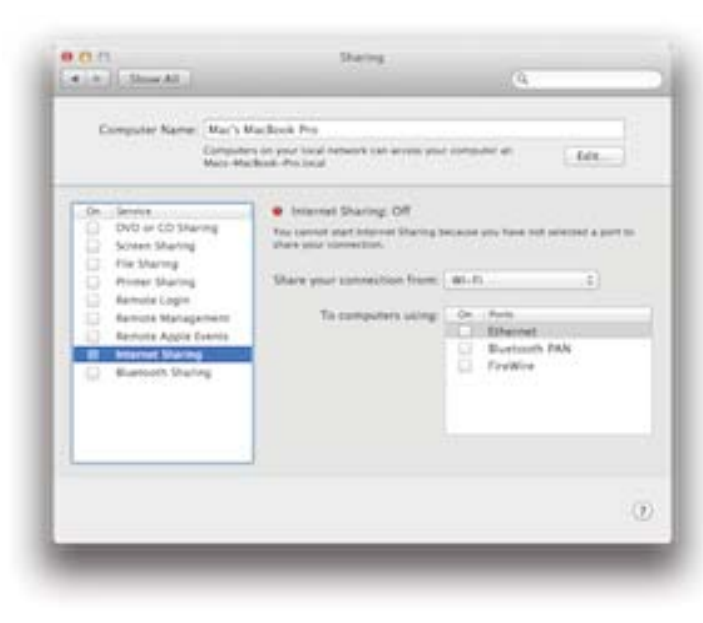 Sharing
Show All
Computer Name: Mac's MacBook Pro
Computers on your local network can access your computer at:
Macs-MacBook-Pro.local
Edit...
On Service
DVD or CD Sharing
Screen Sharing
File Sharing
Printer Sharing
Remote Login
Remote Management
Remote Apple Events
Internet Sharing
Bluetooth Sharing
Internet Sharing: Off
You cannot start Internet Sharing because you have not selected a port to
share your connection.
Share your connection from: Wi-Fi
To computers using:
On Ports
Ethernet
Bluetooth PAN
FireWire
?